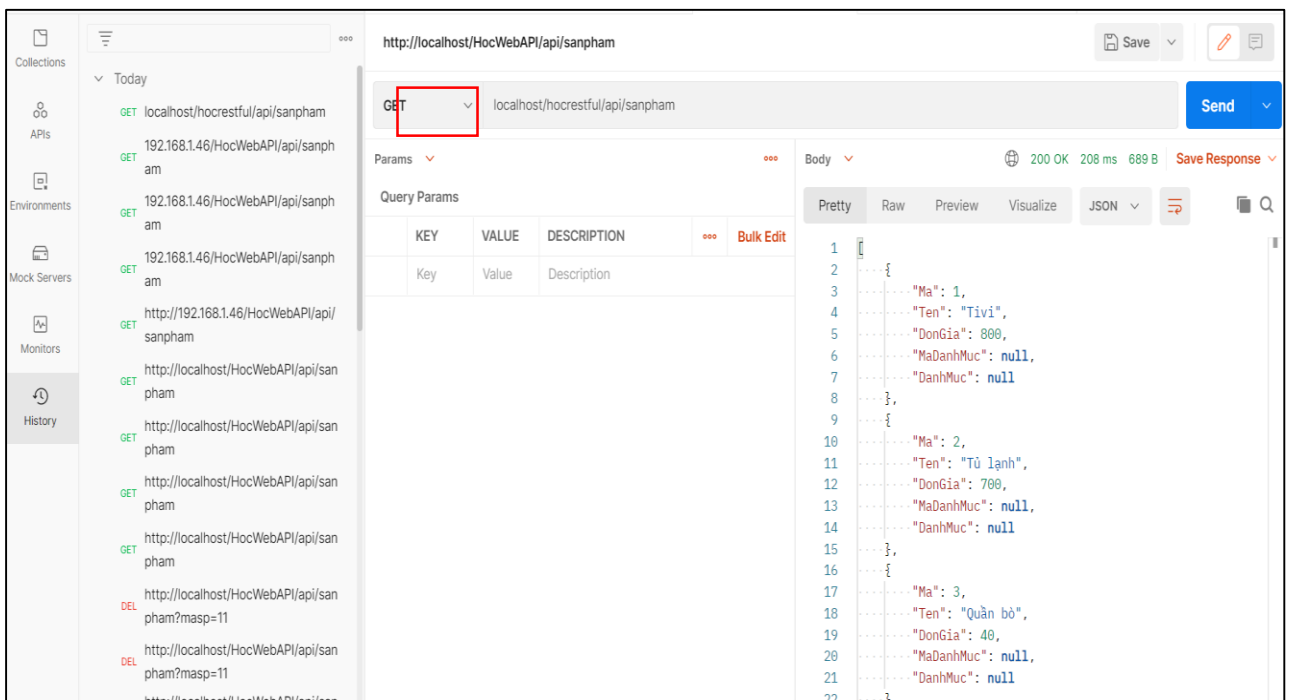 Collections
APIs
Environments
Mock Servers
Monitors
History
Today
GET localhost/hocrestful/api/sanpham
GET 192.168.1.46/HocWebAPI/api/sanph
am
GET 192.168.1.46/HocWebAPI/api/sanph
am
GET 192.168.1.46/HocWebAPI/api/sanph
am
GET http://192.168.1.46/HocWebAPI/api/
sanpham
GET http://localhost/HocWebAPI/api/san
pham
GET http://localhost/HocWebAPI/api/san
pham
GET http://localhost/HocWebAPI/api/san
pham
GET http://localhost/HocWebAPI/api/san
pham
DEL http://localhost/HocWebAPI/api/san
pham?masp=11
DEL http://localhost/HocWebAPI/api/san
pham?masp=11
http://localhost/HocWebAPI/api/san
http://localhost/HocWebAPI/api/sanpham
Save
GET localhost/hocrestful/api/sanpham
Send
Params
Query Params
KEY VALUE DESCRIPTION Bulk Edit
Key Value Description
Body 200 OK 208 ms 689 B Save Response
Pretty Raw Preview Visualize JSON
1 [
2 {
3 "Ma": 1,
4 "Ten": "Tivi",
5 "DonGia": 800,
6 "MaDanhMuc": null,
7 "DanhMuc": null
8 },
9 {
10 "Ma": 2,
11 "Ten": "Tủ lạnh",
12 "DonGia": 700,
13 "MaDanhMuc": null,
14 "DanhMuc": null
15 },
16 {
17 "Ma": 3,
18 "Ten": "Quần bò",
19 "DonGia": 40,
20 "MaDanhMuc": null,
21 "DanhMuc": null
22 }